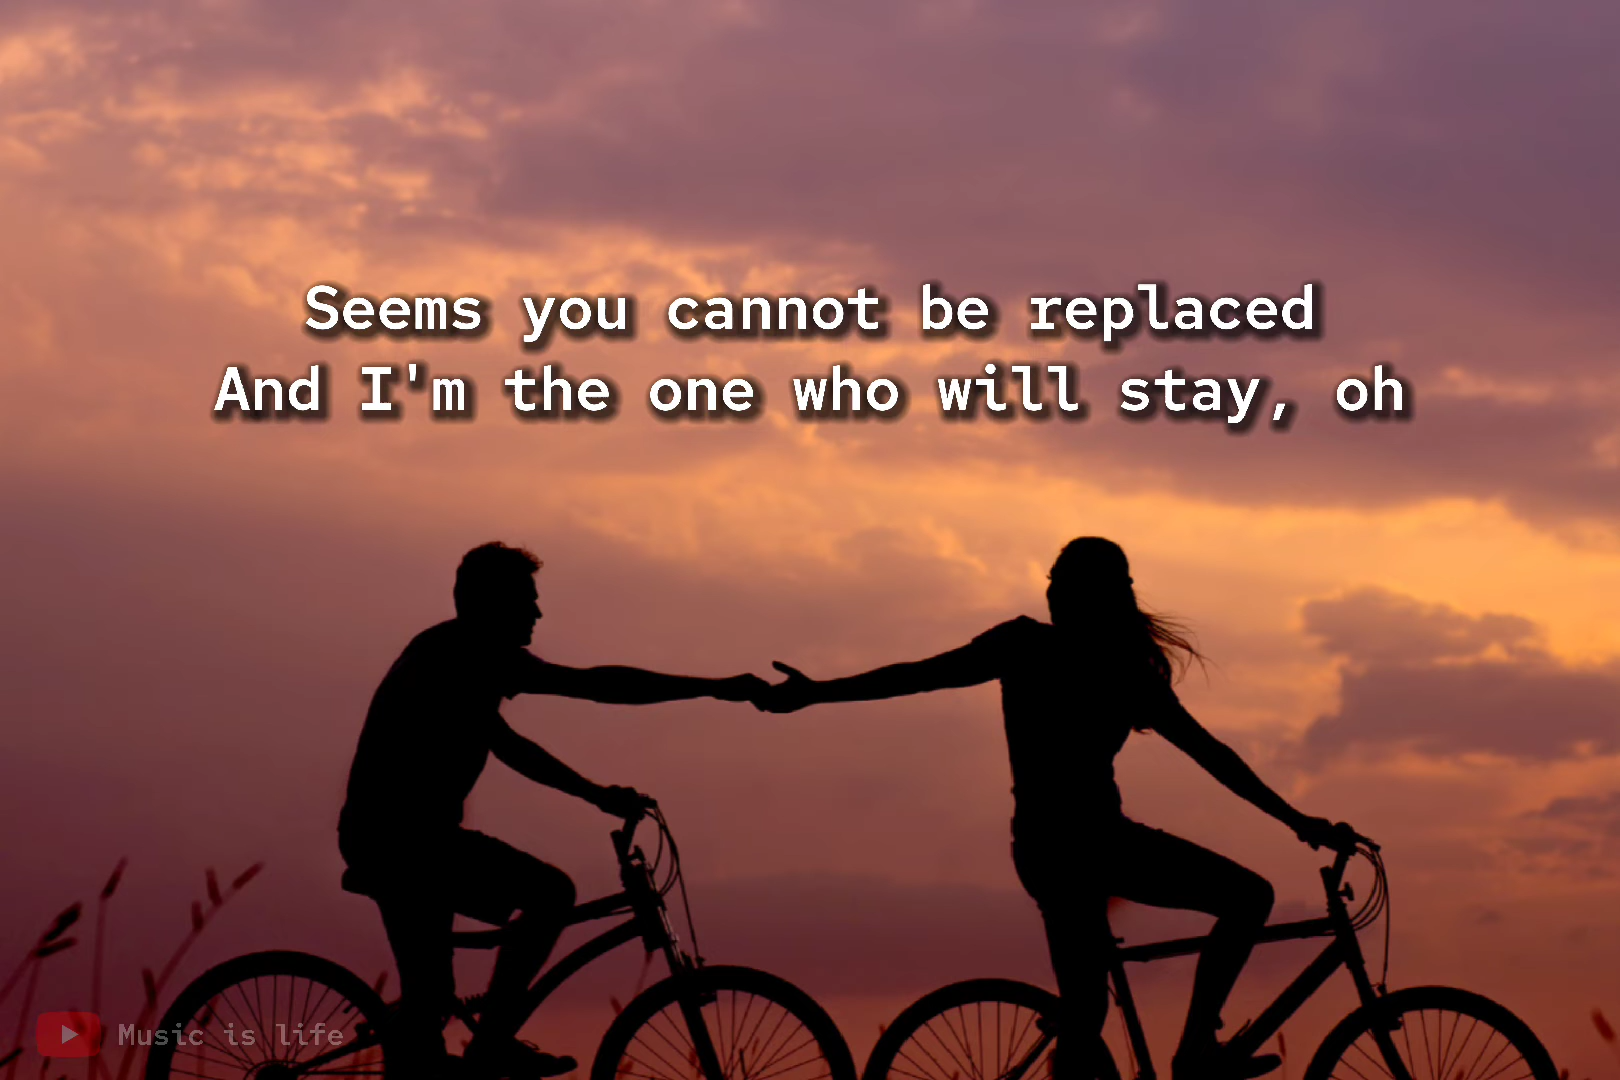 Seems you cannot be replaced
And I'm the one who will stay, oh
Music is life